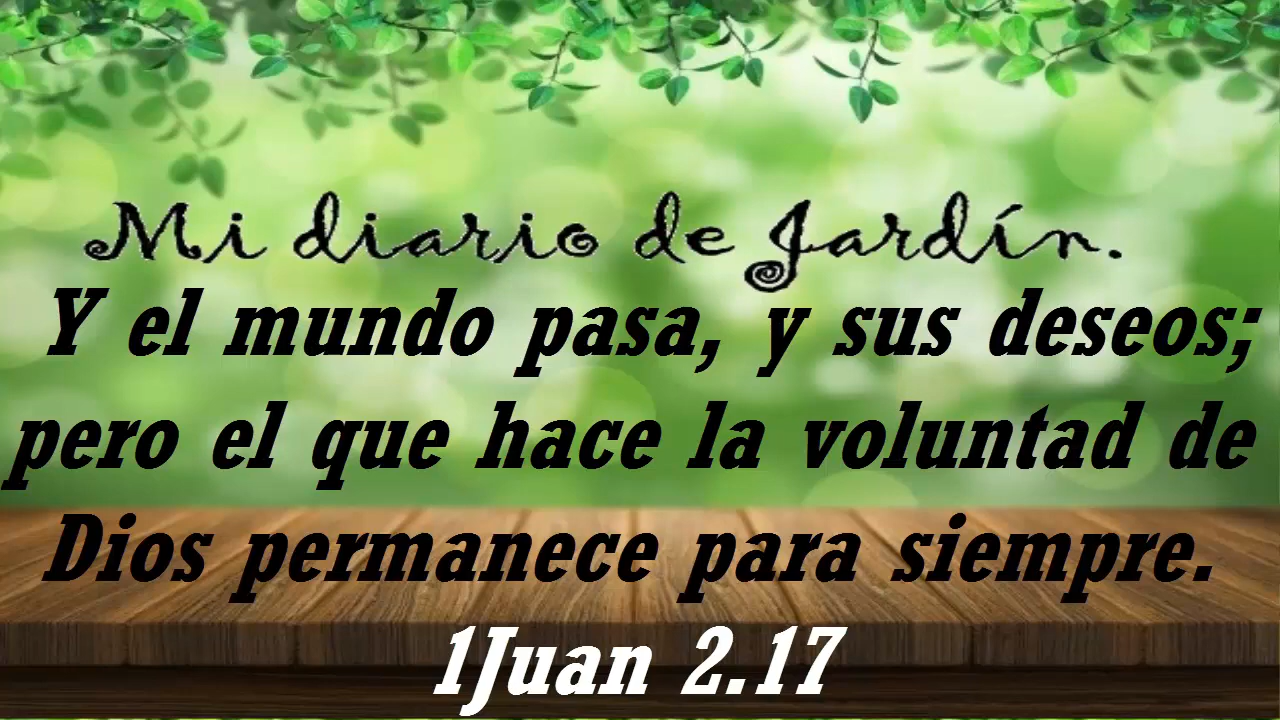 Mi diario de Jardín.
Y el mundo pasa, y sus deseos;
pero el que hace la voluntad de
Dios permanece para siempre.
1Juan 2.17